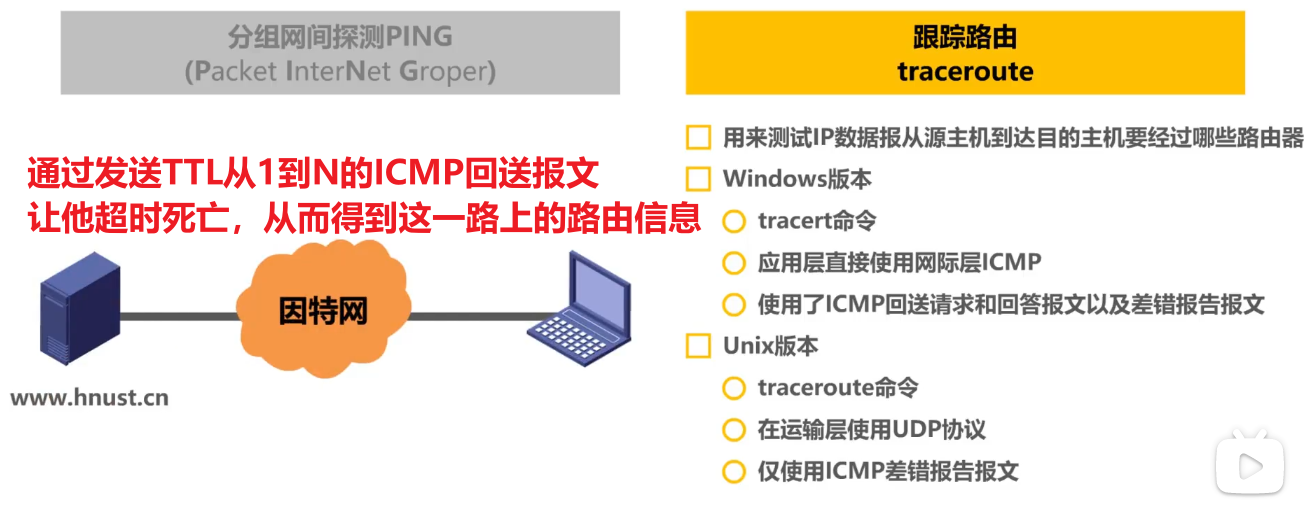 分组网间探测PING
(Packet InterNet Groper)
跟踪路由
traceroute
通过发送TTL从1到N的ICMP回送报文
让他超时死亡，从而得到这一路上的路由信息
因特网
www.hnust.cn
用来测试IP数据报从源主机到达目的主机要经过哪些路由器
Windows版本
tracert命令
应用层直接使用网际层ICMP
使用了ICMP回送请求和回答报文以及差错报告报文
Unix版本
traceroute命令
在运输层使用UDP协议
仅使用ICMP差错报告报文